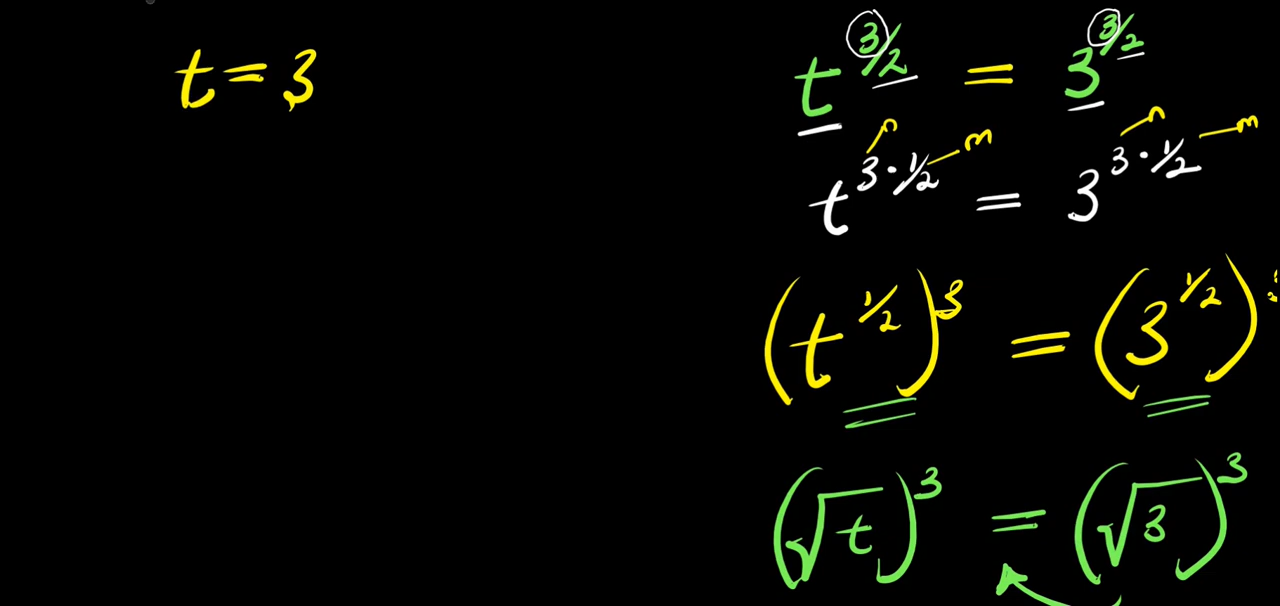 t = 3
t^{3/2} = 3^{3/2}
n m n m
t^{3·1/2} = 3^{3·1/2}
(t^{1/2})^3 = (3^{1/2})
(√t)^3 = (√3)^3